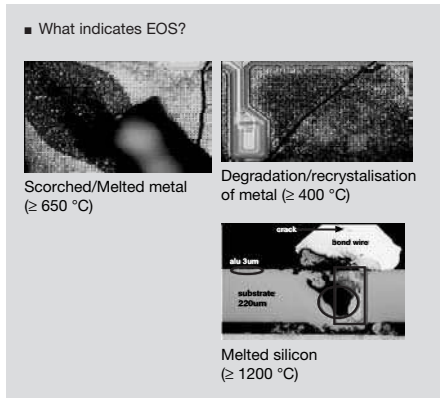 ■ What indicates EOS?
Scorched/Melted metal
(≥ 650 °C)
Degradation/recrystalisation
of metal (≥ 400 °C)
crack
Bond wire
alu 3um
substrate
220um
Melted silicon
(≥ 1200 °C)